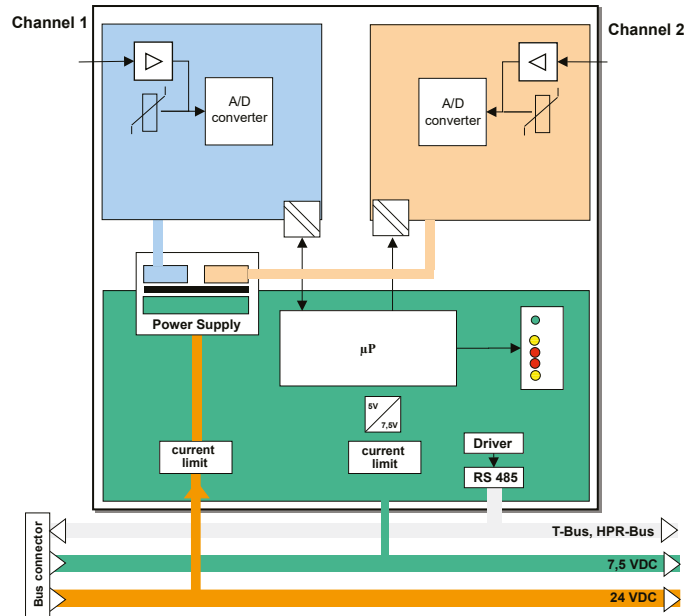 Channel 1
Channel 2
A/D
converter
A/D
converter
Power Supply
µP
5V
7,5V
current
limit
current
limit
Driver
RS 485
Bus connector
T-Bus, HPR-Bus
7,5 VDC
24 VDC